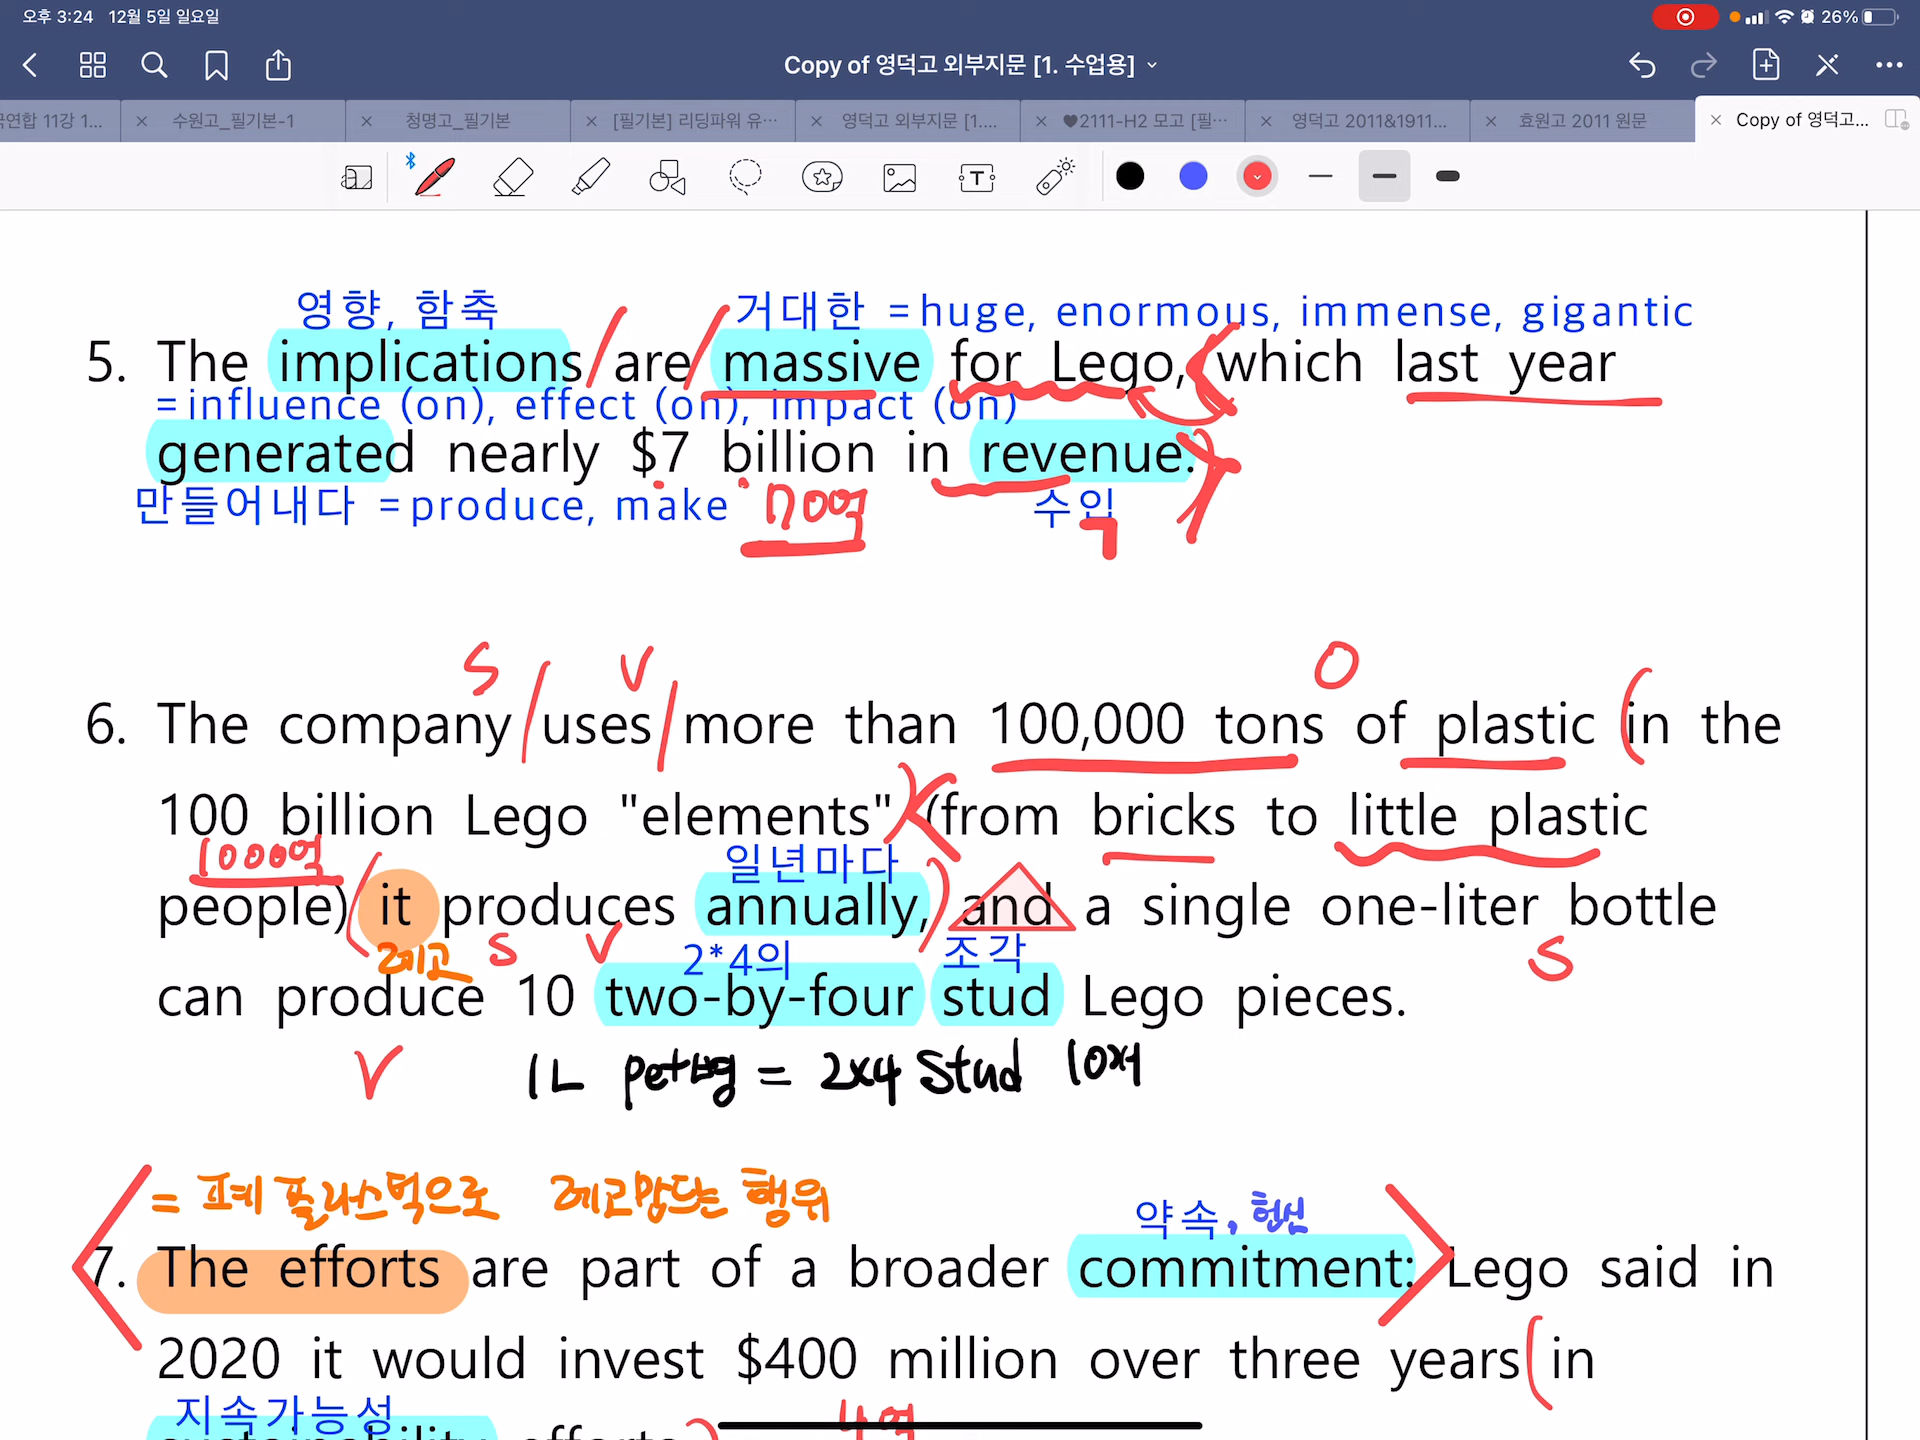 오후 3:24 12월 5일 일요일 26%
Copy of 영덕고 외부지문 [1. 수업용]
국연합 11강 1... × 수원고_필기본-1 × 청명고_필기본 × [필기본] 리딩파워 유... × 영덕고 외부지문 [1.... × ♥2111-H2 모고 [필... × 영덕고 2011&1911... × 효원고 2011 원문 × Copy of 영덕고...
영향, 함축 거대한 =huge, enormous, immense, gigantic
5. The implications / are / massive for Lego, which last year
=influence (on), effect (on), impact (on)
generated nearly $7 billion in revenue.
만들어내다 =produce, make 70억 수입
S V O
6. The company / uses / more than 100,000 tons of plastic (in the
100 billion Lego "elements") (from bricks to little plastic
1000억 일년마다
people) (it produces annually,) and a single one-liter bottle
레고 S V 2*4의 조각 S
can produce 10 two-by-four stud Lego pieces.
V 1L pet병 = 2x4 stud 10개
= 폐플라스틱으로 레고만드는 행위
약속, 헌신
7. The efforts are part of a broader commitment: Lego said in
2020 it would invest $400 million over three years (in
지속가능성 4억
sustainability efforts